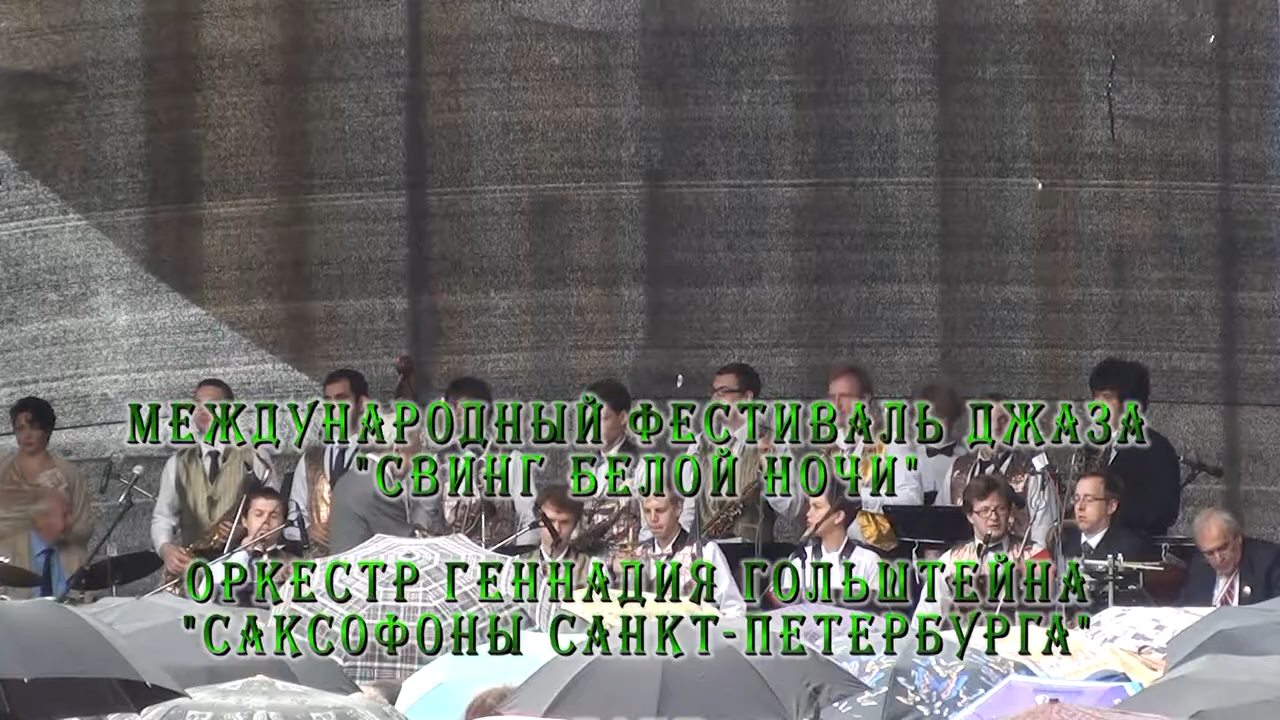 МЕЖДУНАРОДНЫЙ ФЕСТИВАЛЬ ДЖАЗА
"СВИНГ БЕЛОЙ НОЧИ"
ОРКЕСТР ГЕННАДИЯ ГОЛЬШТЕЙНА
"САКСОФОНЫ САНКТ-ПЕТЕРБУРГА"